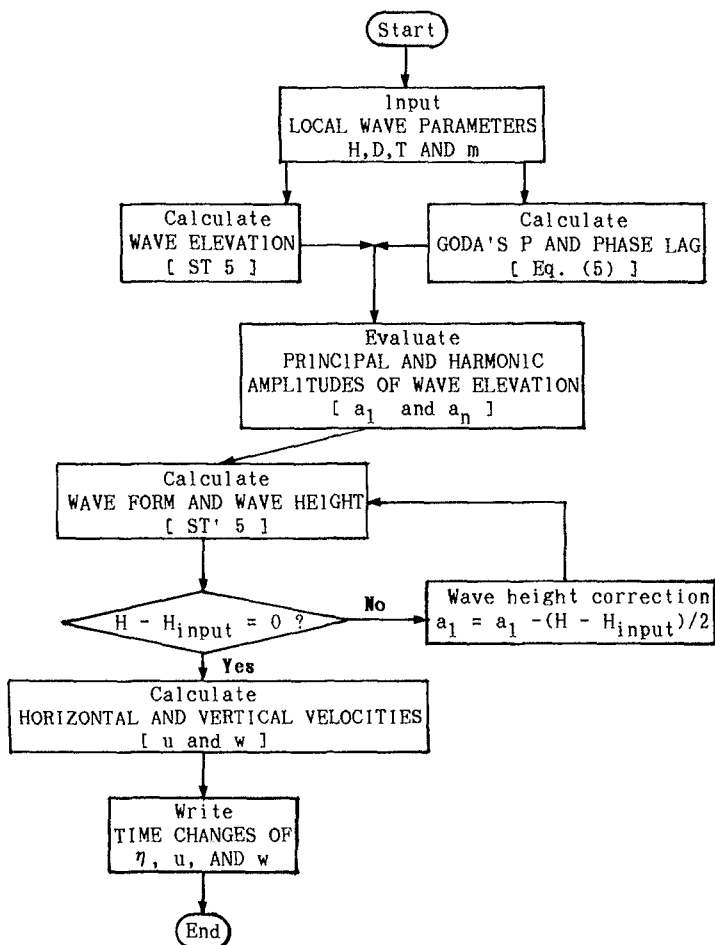 Start
Input
LOCAL WAVE PARAMETERS
H,D,T AND m
Calculate
WAVE ELEVATION
[ ST 5 ]
Calculate
GODA'S P AND PHASE LAG
[ Eq. (5) ]
Evaluate
PRINCIPAL AND HARMONIC
AMPLITUDES OF WAVE ELEVATION
[ a₁ and aₙ ]
Calculate
WAVE FORM AND WAVE HEIGHT
[ ST' 5 ]
H - H_input = 0 ?
No
Wave height correction
a₁ = a₁ -(H - H_input)/2
Yes
Calculate
HORIZONTAL AND VERTICAL VELOCITIES
[ u and w ]
Write
TIME CHANGES OF
η, u, AND w
End